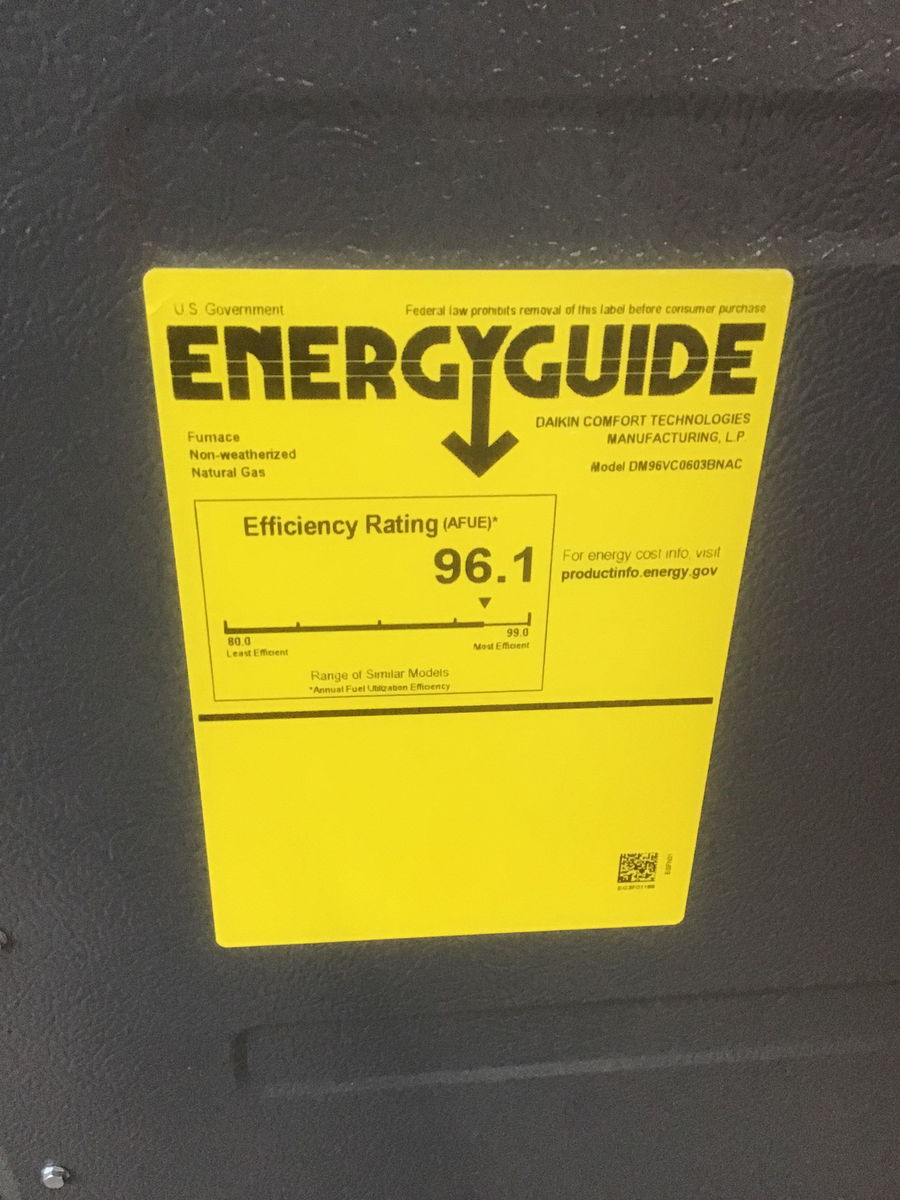 U.S. Government
Federal law prohibits removal of this label before consumer purchase
ENERGYGUIDE
Furnace
Non-weatherized
Natural Gas
DAIKIN COMFORT TECHNOLOGIES
MANUFACTURING, L.P.
Model DM96VC0603BNAC
Efficiency Rating (AFUE)*
96.1
80.0
Least Efficient
99.0
Most Efficient
Range of Similar Models
*Annual Fuel Utilization Efficiency
For energy cost info, visit
productinfo.energy.gov